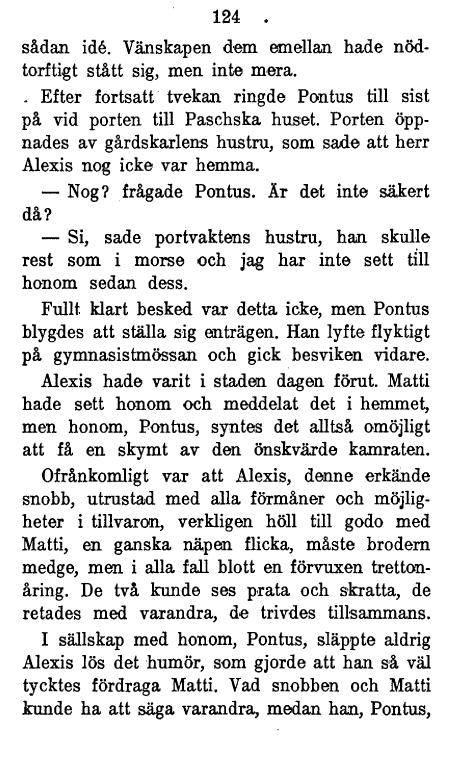 124
sådan idé. Vänskapen dem emellan hade nöd-
torftigt stått sig, men inte mera.
Efter fortsatt tvekan ringde Pontus till sist
på vid porten till Paschska huset. Porten öpp-
nades av gårdskarlens hustru, som sade att herr
Alexis nog icke var hemma.
— Nog? frågade Pontus. Är det inte säkert
då?
— Si, sade portvaktens hustru, han skulle
rest som i morse och jag har inte sett till
honom sedan dess.
Fullt klart besked var detta icke, men Pontus
blygdes att ställa sig enträgen. Han lyfte flyktigt
på gymnasistmössan och gick besviken vidare.
Alexis hade varit i staden dagen förut. Matti
hade sett honom och meddelat det i hemmet,
men honom, Pontus, syntes det alltså omöjligt
att få en skymt av den önskvärde kamraten.
Ofrånkomligt var att Alexis, denne erkände
snobb, utrustad med alla förmåner och möjlig-
heter i tillvaron, verkligen höll till godo med
Matti, en ganska näpen flicka, måste brodern
medge, men i alla fall blott en förvuxen tretton-
åring. De två kunde ses prata och skratta, de
retades med varandra, de trivdes tillsammans.
I sällskap med honom, Pontus, släppte aldrig
Alexis lös det humör, som gjorde att han så väl
tycktes fördraga Matti. Vad snobben och Matti
kunde ha att säga varandra, medan han, Pontus,